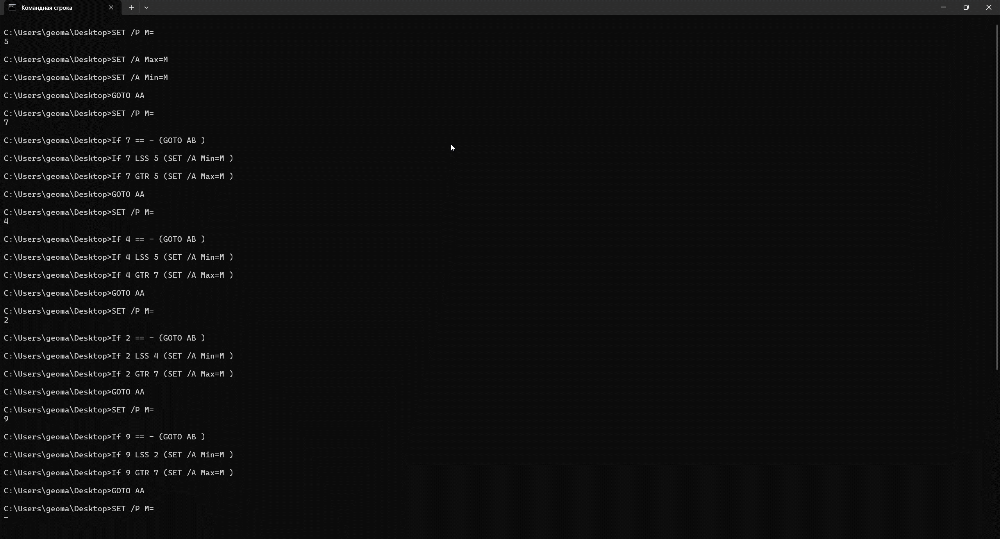 Командная строка
C:\Users\geoma\Desktop>SET /P M=
5
C:\Users\geoma\Desktop>SET /A Max=M
C:\Users\geoma\Desktop>SET /A Min=M
C:\Users\geoma\Desktop>GOTO AA
C:\Users\geoma\Desktop>SET /P M=
7
C:\Users\geoma\Desktop>If 7 == - (GOTO AB )
C:\Users\geoma\Desktop>If 7 LSS 5 (SET /A Min=M )
C:\Users\geoma\Desktop>If 7 GTR 5 (SET /A Max=M )
C:\Users\geoma\Desktop>GOTO AA
C:\Users\geoma\Desktop>SET /P M=
4
C:\Users\geoma\Desktop>If 4 == - (GOTO AB )
C:\Users\geoma\Desktop>If 4 LSS 5 (SET /A Min=M )
C:\Users\geoma\Desktop>If 4 GTR 7 (SET /A Max=M )
C:\Users\geoma\Desktop>GOTO AA
C:\Users\geoma\Desktop>SET /P M=
2
C:\Users\geoma\Desktop>If 2 == - (GOTO AB )
C:\Users\geoma\Desktop>If 2 LSS 4 (SET /A Min=M )
C:\Users\geoma\Desktop>If 2 GTR 7 (SET /A Max=M )
C:\Users\geoma\Desktop>GOTO AA
C:\Users\geoma\Desktop>SET /P M=
9
C:\Users\geoma\Desktop>If 9 == - (GOTO AB )
C:\Users\geoma\Desktop>If 9 LSS 2 (SET /A Min=M )
C:\Users\geoma\Desktop>If 9 GTR 7 (SET /A Max=M )
C:\Users\geoma\Desktop>GOTO AA
C:\Users\geoma\Desktop>SET /P M=
-